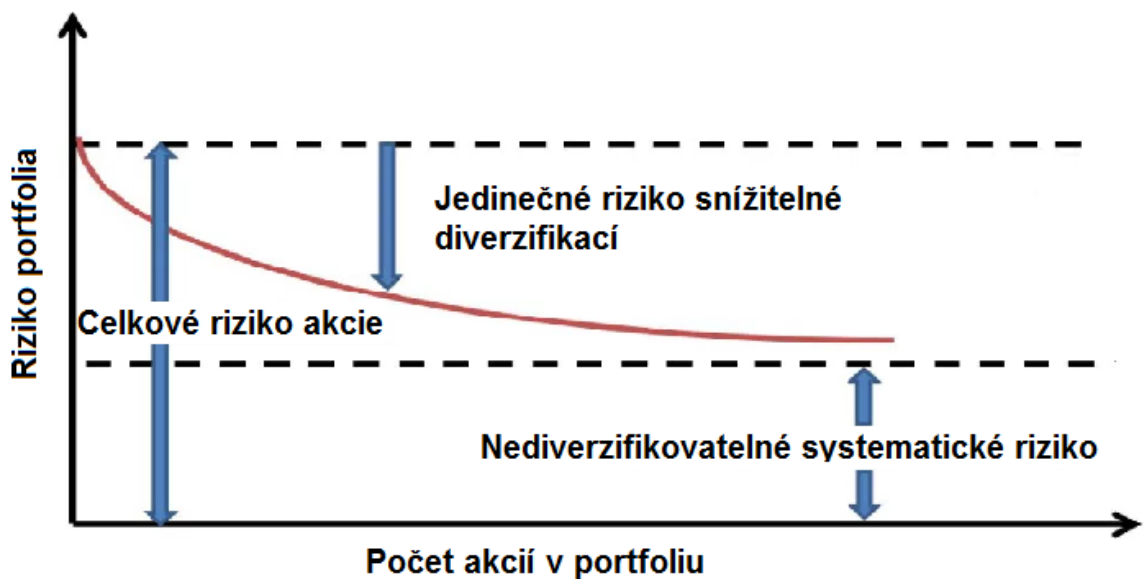 Riziko portfolia
Jedinečné riziko snížitelné
diverzifikací
Celkové riziko akcie
Nediverzifikovatelné systematické riziko
Počet akcií v portfoliu